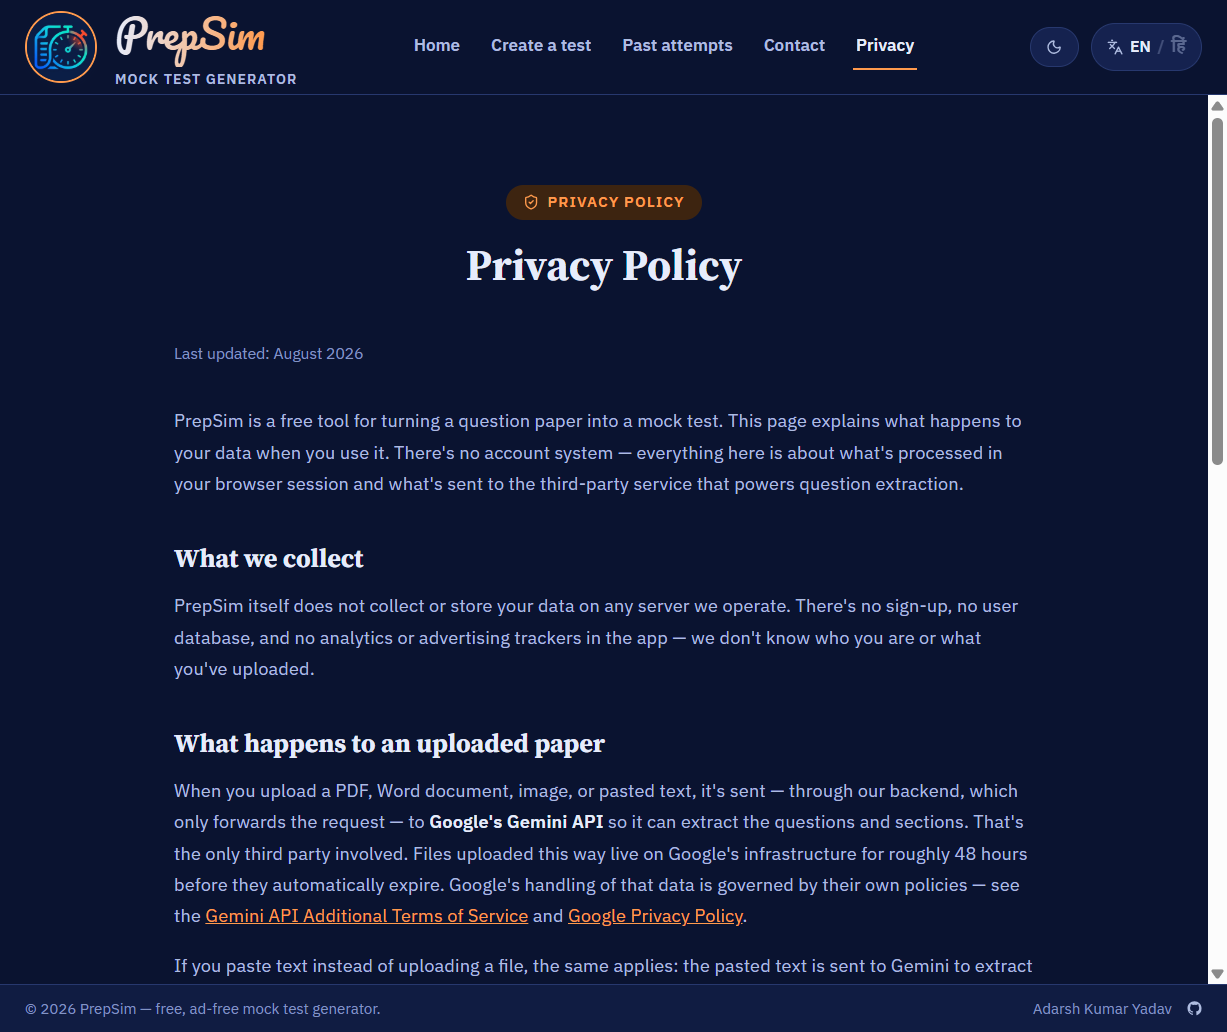 PrepSim
MOCK TEST GENERATOR
Home
Create a test
Past attempts
Contact
Privacy
EN / हिं
PRIVACY POLICY
Privacy Policy
Last updated: August 2026
PrepSim is a free tool for turning a question paper into a mock test. This page explains what happens to
your data when you use it. There's no account system — everything here is about what's processed in
your browser session and what's sent to the third-party service that powers question extraction.
What we collect
PrepSim itself does not collect or store your data on any server we operate. There's no sign-up, no user
database, and no analytics or advertising trackers in the app — we don't know who you are or what
you've uploaded.
What happens to an uploaded paper
When you upload a PDF, Word document, image, or pasted text, it's sent — through our backend, which
only forwards the request — to Google's Gemini API so it can extract the questions and sections. That's
the only third party involved. Files uploaded this way live on Google's infrastructure for roughly 48 hours
before they automatically expire. Google's handling of that data is governed by their own policies — see
the Gemini API Additional Terms of Service and Google Privacy Policy.
If you paste text instead of uploading a file, the same applies: the pasted text is sent to Gemini to extract
© 2026 PrepSim — free, ad-free mock test generator.
Adarsh Kumar Yadav